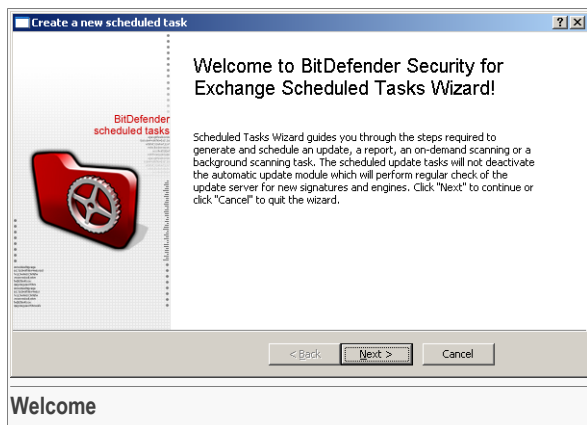 Create a new scheduled task
Welcome to BitDefender Security for
Exchange Scheduled Tasks Wizard!
BitDefender
scheduled tasks
Scheduled Tasks Wizard guides you through the steps required to
generate and schedule an update, a report, an on-demand scanning or a
background scanning task. The scheduled update tasks will not deactivate
the automatic update module which will perform regular check of the
update server for new signatures and engines. Click "Next" to continue or
click "Cancel" to quit the wizard.
< Back
Next >
Cancel
Welcome